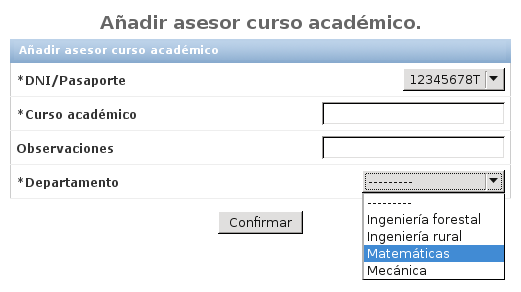 Añadir asesor curso académico.
Añadir asesor curso académico
*DNI/Pasaporte 12345678T
*Curso académico
Observaciones
*Departamento ---------
---------
Ingeniería forestal
Ingeniería rural
Matemáticas
Mecánica
Confirmar